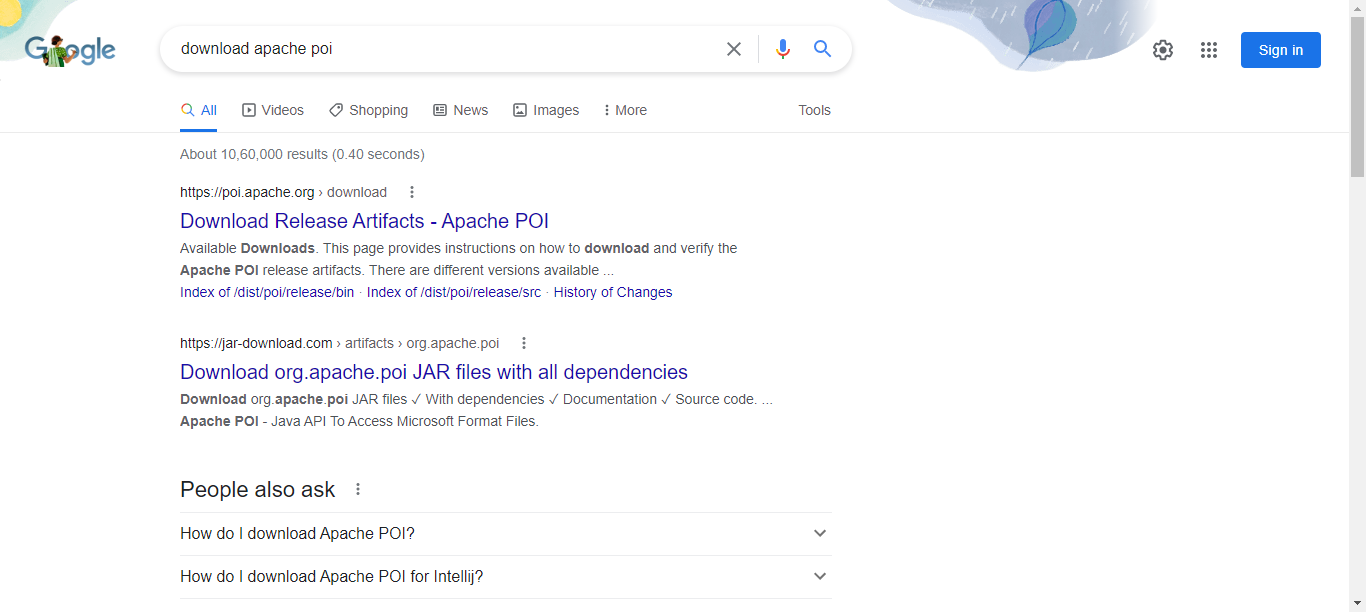 Google
download apache poi
Sign in
All Videos Shopping News Images More Tools
About 10,60,000 results (0.40 seconds)
https://poi.apache.org › download
Download Release Artifacts - Apache POI
Available Downloads. This page provides instructions on how to download and verify the
Apache POI release artifacts. There are different versions available ...
Index of /dist/poi/release/bin · Index of /dist/poi/release/src · History of Changes
https://jar-download.com › artifacts › org.apache.poi
Download org.apache.poi JAR files with all dependencies
Download org.apache.poi JAR files ✓ With dependencies ✓ Documentation ✓ Source code. ...
Apache POI - Java API To Access Microsoft Format Files.
People also ask
How do I download Apache POI?
How do I download Apache POI for Intellij?